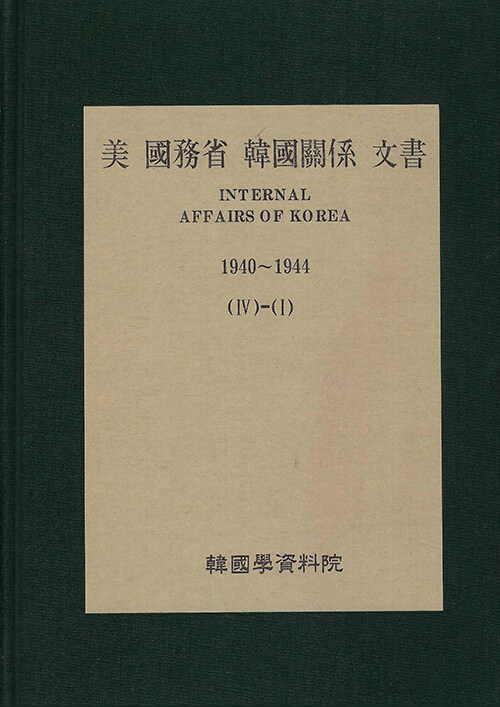 美 國務省 韓國關係 文書
INTERNAL
AFFAIRS OF KOREA
1940～1944
(Ⅳ)-(Ⅰ)
韓國學資料院